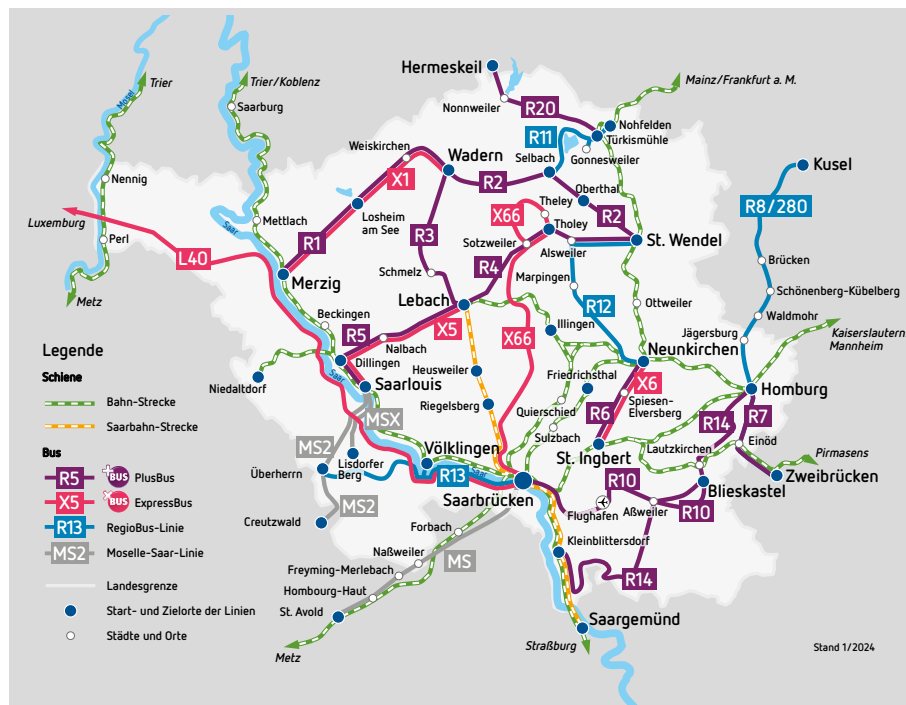 Hermeskeil
Mainz/Frankfurt a. M.
Trier
Trier/Koblenz
Mosel
Saarburg
Nonnweiler
R20
Nohfelden
Türkismühle
R11
Gonnesweiler
Weiskirchen
Wadern
Selbach
Kusel
X1
R2
Oberthal
Nennig
Losheim
am See
Theley
R2
R8/280
Luxemburg
Mettlach
X66
Tholey
Saar
R1
R3
Sotzweiler
St. Wendel
Perl
L40
Alsweiler
R4
Brücken
Merzig
Schmelz
Marpingen
Metz
Schönenberg-Kübelberg
Lebach
R12
Ottweiler
Beckingen
Waldmohr
R5
X5
X66
Illingen
Jägersburg
Kaiserslautern
Mannheim
Nalbach
Neunkirchen
Legende
Dillingen
Schiene
Saar
Heusweiler
Friedrichsthal
X6
Niedaltdorf
Saarlouis
Homburg
Bahn-Strecke
Riegelsberg
Quierschied
R6
Spiesen-
Elversberg
MSX
R14
R7
Saarbahn-Strecke
Sulzbach
MS2
Völklingen
St. Ingbert
Lautzkirchen
Einöd
Bus
Pirmasens
Überherrn
Lisdorfer
Berg
R13
Saar
R5
+BUS
PlusBus
Saarbrücken
R10
Blieskastel
Zweibrücken
X5
×BUS
ExpressBus
MS2
Flughafen
Aßweiler
R10
R13
RegioBus-Linie
Creutzwald
Forbach
Kleinblittersdorf
MS2
Moselle-Saar-Linie
Naßweiler
MS
Freyming-Merlebach
R14
Landesgrenze
Hombourg-Haut
Start- und Zielorte der Linien
St. Avold
Saargemünd
Städte und Orte
Metz
Straßburg
Stand 1/2024